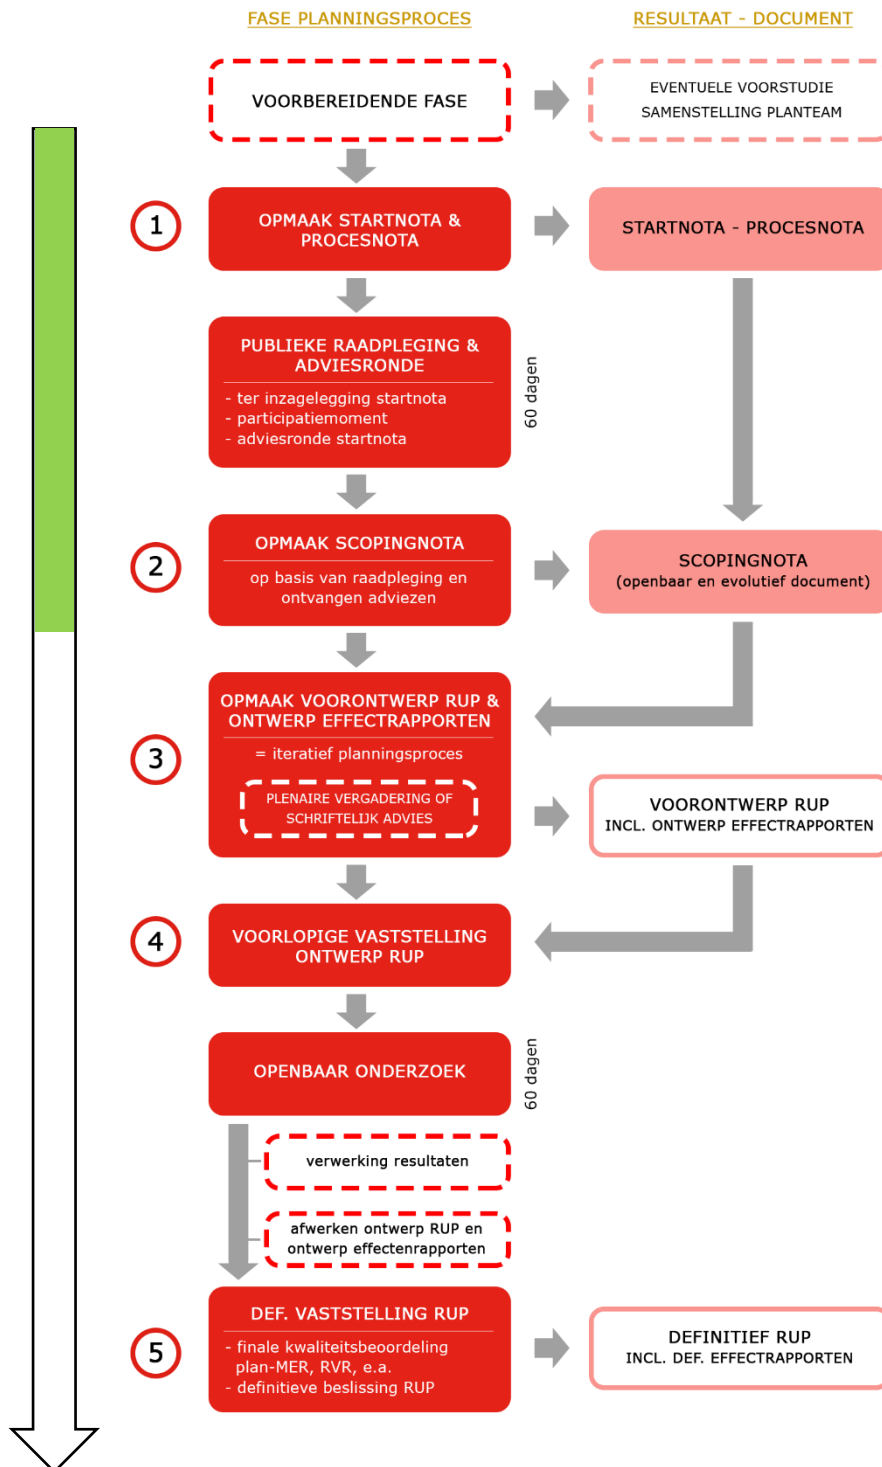 FASE PLANNINGSPROCES
RESULTAAT - DOCUMENT
VOORBEREIDENDE FASE
EVENTUELE VOORSTUDIE
SAMENSTELLING PLANTEAM
1
OPMAAK STARTNOTA &
PROCESNOTA
STARTNOTA - PROCESNOTA
PUBLIEKE RAADPLEGING &
ADVIESRONDE
- ter inzagelegging startnota
- participatiemoment
- adviesronde startnota
60 dagen
2
OPMAAK SCOPINGNOTA
op basis van raadpleging en
ontvangen adviezen
SCOPINGNOTA
(openbaar en evolutief document)
3
OPMAAK VOORONTWERP RUP &
ONTWERP EFFECTRAPPORTEN
= iteratief planningsproces
PLENAIRE VERGADERING OF
SCHRIFTELIJK ADVIES
VOORONTWERP RUP
INCL. ONTWERP EFFECTRAPPORTEN
4
VOORLOPIGE VASTSTELLING
ONTWERP RUP
OPENBAAR ONDERZOEK
60 dagen
verwerking resultaten
afwerken ontwerp RUP en
ontwerp effectenrapporten
5
DEF. VASTSTELLING RUP
- finale kwaliteitsbeoordeling
plan-MER, RVR, e.a.
- definitieve beslissing RUP
DEFINITIEF RUP
INCL. DEF. EFFECTRAPPORTEN